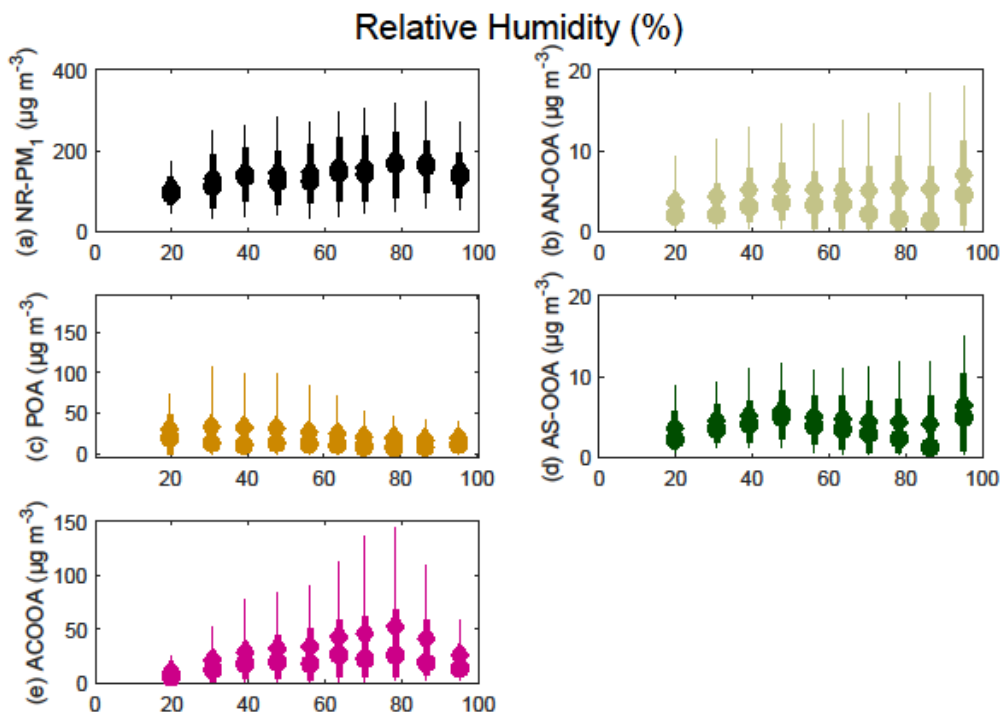 Relative Humidity (%)
(a) NR-PM1 (µg m-3)
400
200
0
0 20 40 60 80 100
(b) AN-OOA (µg m-3)
20
10
0
0 20 40 60 80 100
(c) POA (µg m-3)
150
100
50
0
20 40 60 80 100
(d) AS-OOA (µg m-3)
20
10
0
0 20 40 60 80 100
(e) ACOOA (µg m-3)
150
100
50
0
0 20 40 60 80 100